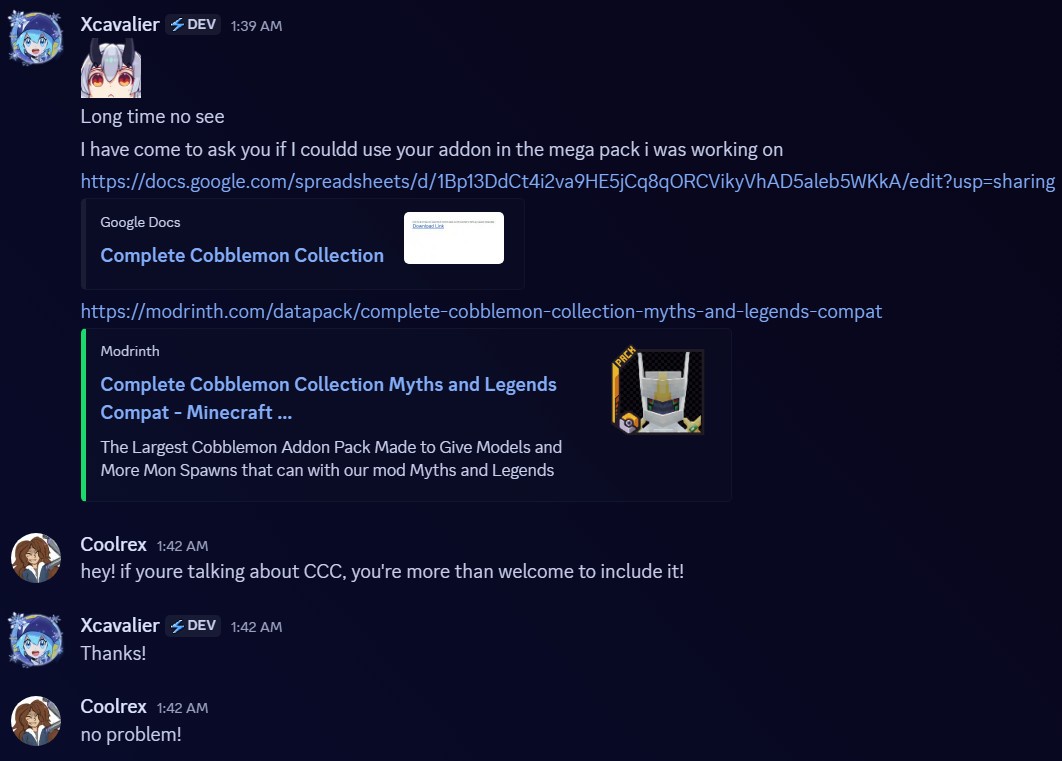 Xcavalier DEV 1:39 AM
Long time no see
I have come to ask you if I couldd use your addon in the mega pack i was working on
https://docs.google.com/spreadsheets/d/1Bp13DdCt4i2va9HE5jCq8qORCVikyVhAD5aleb5WKkA/edit?usp=sharing
Google Docs
Complete Cobblemon Collection
Download Link
https://modrinth.com/datapack/complete-cobblemon-collection-myths-and-legends-compat
Modrinth
PACK
Complete Cobblemon Collection Myths and Legends
Compat - Minecraft ...
The Largest Cobblemon Addon Pack Made to Give Models and
More Mon Spawns that can with our mod Myths and Legends
Coolrex 1:42 AM
hey! if youre talking about CCC, you're more than welcome to include it!
Xcavalier DEV 1:42 AM
Thanks!
Coolrex 1:42 AM
no problem!